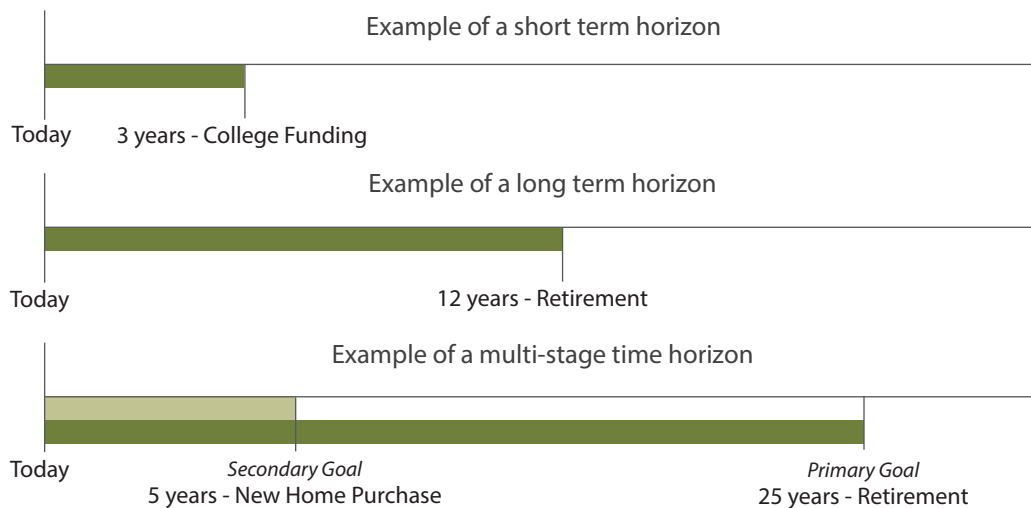 Example of a short term horizon
Today
3 years - College Funding
Example of a long term horizon
12 years - Retirement
Today
Example of a multi-stage time horizon
Today
Secondary Goal
5 years - New Home Purchase
Primary Goal
25 years - Retirement